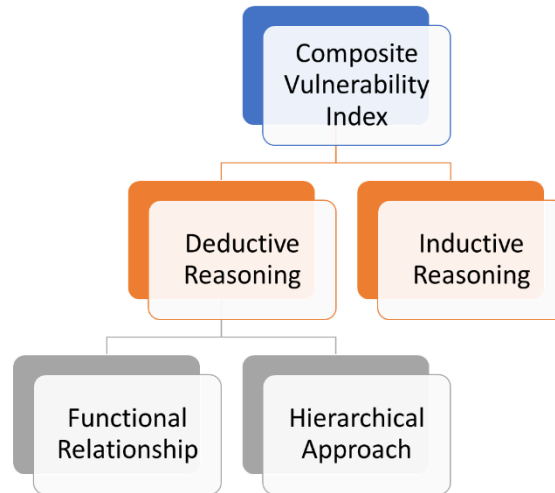 Composite
Vulnerability
Index
Deductive
Reasoning
Inductive
Reasoning
Functional
Relationship
Hierarchical
Approach